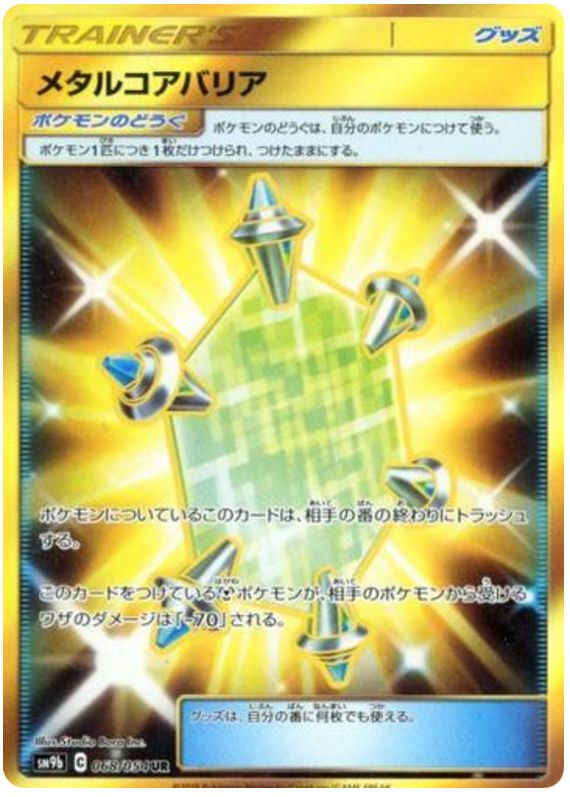 TRAINER'S
グッズ
メタルコアバリア
ポケモンのどうぐ
ポケモンのどうぐは、自分のポケモンにつけて使う。
ポケモン1匹につき1枚だけつけられ、つけたままにする。
ポケモンについているこのカードは、相手の番の終わりにトラッシュ
する。
このカードをつけているポケモンが、相手のポケモンから受ける
ワザのダメージは「-70」される。
グッズは、自分の番に何枚でも使える。
Illus. Studio Bora Inc.
sm9b G 068/054 UR